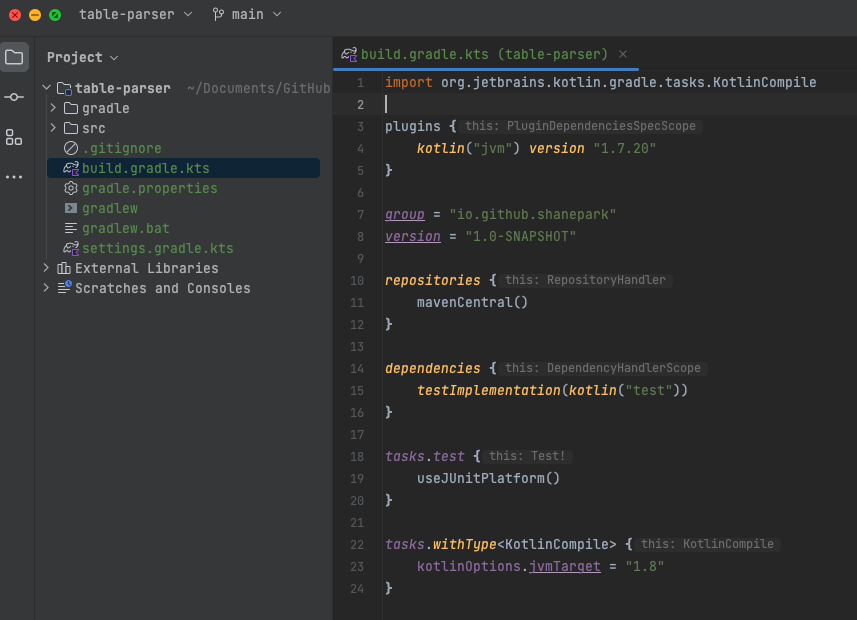 table-parser main
Project
table-parser ~/Documents/GitHub
gradle
src
.gitignore
build.gradle.kts
gradle.properties
gradlew
gradlew.bat
settings.gradle.kts
External Libraries
Scratches and Consoles
build.gradle.kts (table-parser)
1 import org.jetbrains.kotlin.gradle.tasks.KotlinCompile
2
3 plugins { this: PluginDependenciesSpecScope
4 kotlin("jvm") version "1.7.20"
5 }
6
7 group = "io.github.shanepark"
8 version = "1.0-SNAPSHOT"
9
10 repositories { this: RepositoryHandler
11 mavenCentral()
12 }
13
14 dependencies { this: DependencyHandlerScope
15 testImplementation(kotlin("test"))
16 }
17
18 tasks.test { this: Test!
19 useJUnitPlatform()
20 }
21
22 tasks.withType<KotlinCompile> { this: KotlinCompile
23 kotlinOptions.jvmTarget = "1.8"
24 }